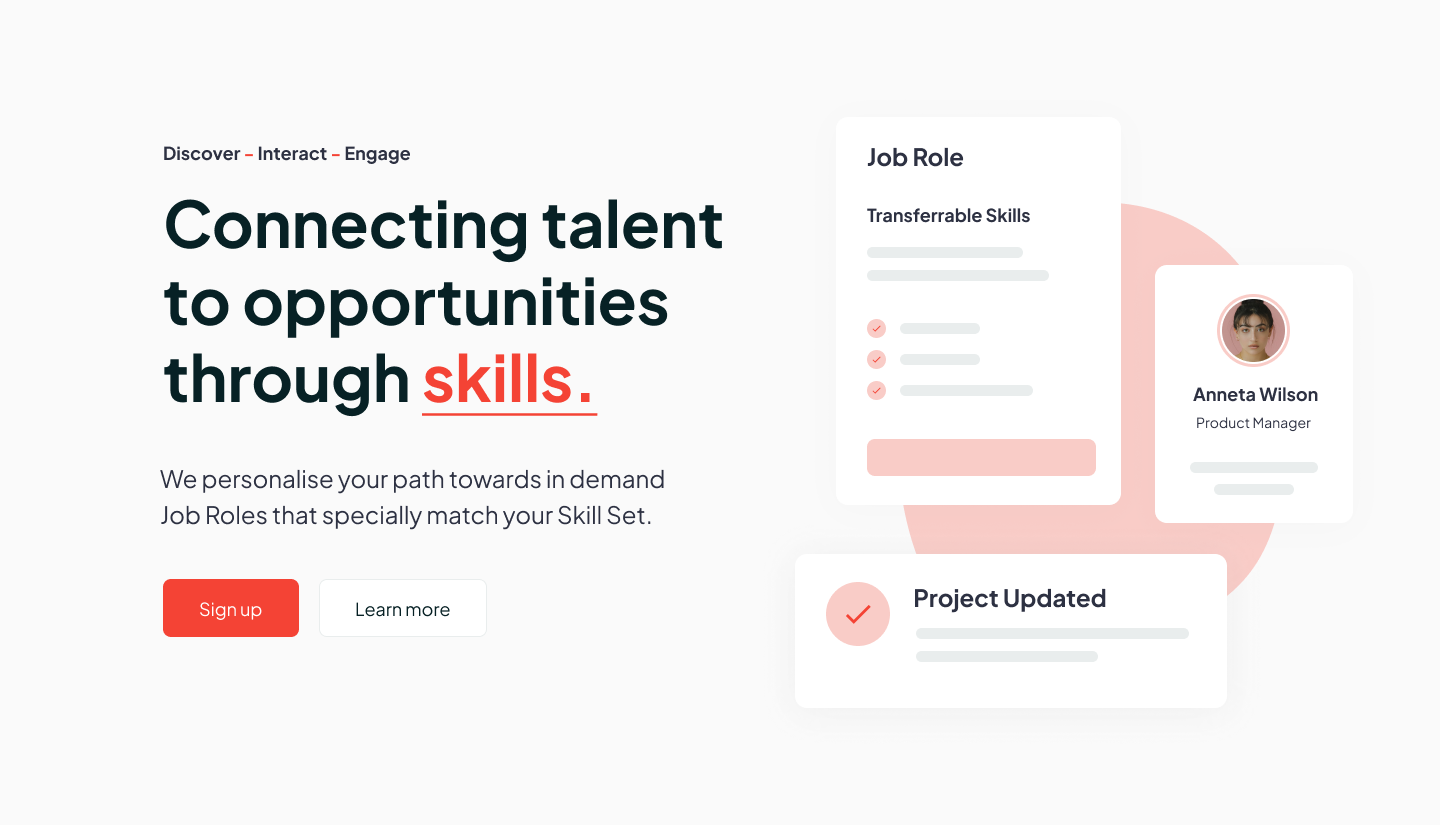 Discover – Interact – Engage
Connecting talent
to opportunities
through skills.
We personalise your path towards in demand
Job Roles that specially match your Skill Set.
Sign up
Learn more
Job Role
Transferrable Skills
Anneta Wilson
Product Manager
Project Updated